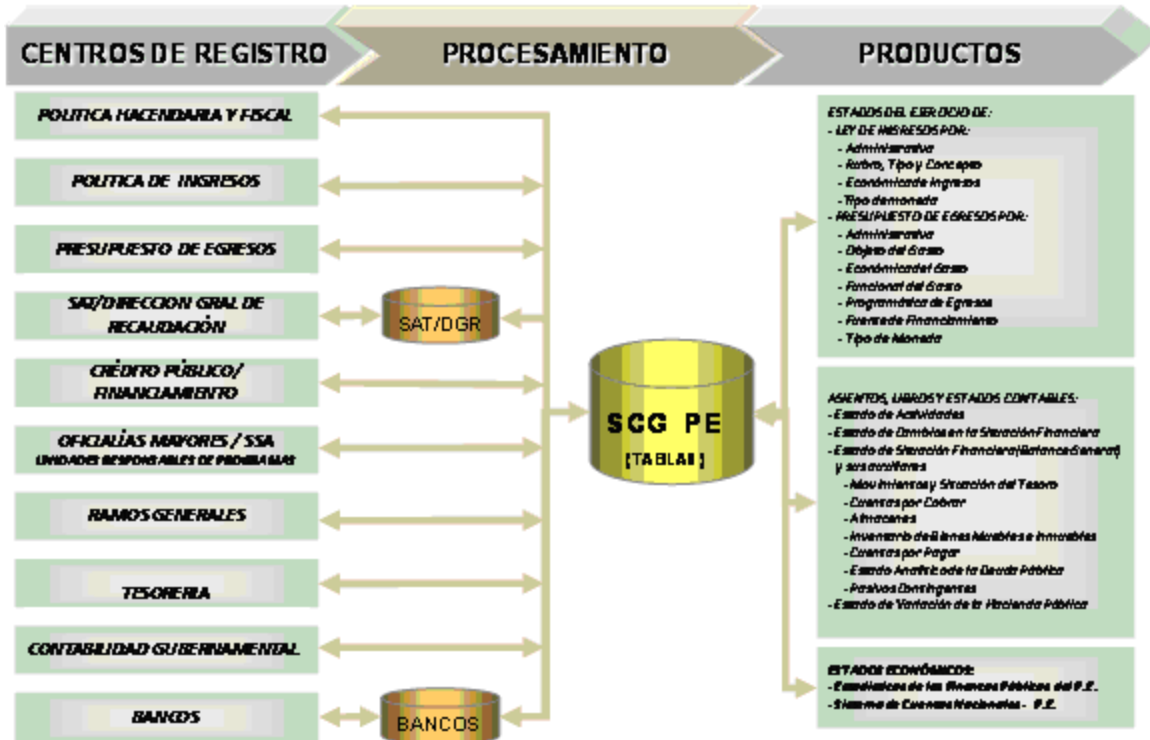 CENTROS DE REGISTRO
PROCESAMIENTO
PRODUCTOS
POLITICA HACENDARIA Y FISCAL
POLITICA DE INGRESOS
PRESUPUESTO DE EGRESOS
SAT/DIRECCION GRAL DE
RECAUDACIÓN
CRÉDITO PÚBLICO/
FINANCIAMIENTO
OFICIALÍAS MAYORES / SSA
UNIDADES RESPONSABLES DE PROGRAMAS
RAMOS GENERALES
TESORERIA
CONTABILIDAD GUBERNAMENTAL
BANCOS
SAT/DGR
BANCOS
SCG PE
(TABLAS)
ESTADOS DEL EJERCICIO DE:
- LEY DE INGRESOS POR:
- Administrativa
- Rubro, Tipo y Concepto
- Económica de Ingresos
- Tipo de moneda
- PRESUPUESTO DE EGRESOS POR:
- Administrativa
- Objeto del Gasto
- Económica del Gasto
- Funcional del Gasto
- Programática de Egresos
- Fuente de Financiamiento
- Tipo de Moneda
ASIENTOS, LIBROS Y ESTADOS CONTABLES:
- Estado de Actividades
- Estado de Cambios en la Situación Financiera
- Estado de Situación Financiera (Balance General)
y sus auxiliares
- Movimientos y Situación del Tesoro
- Cuentas por Cobrar
- Almacenes
- Inventario de Bienes Muebles e Inmuebles
- Cuentas por Pagar
- Estado Analítico de la Deuda Pública
- Pasivos Contingentes
- Estado de Variación de la Hacienda Pública
ESTADOS ECONÓMICOS:
- Estadísticas de las Finanzas Públicas del P.E.
- Sistema de Cuentas Nacionales - P.E.